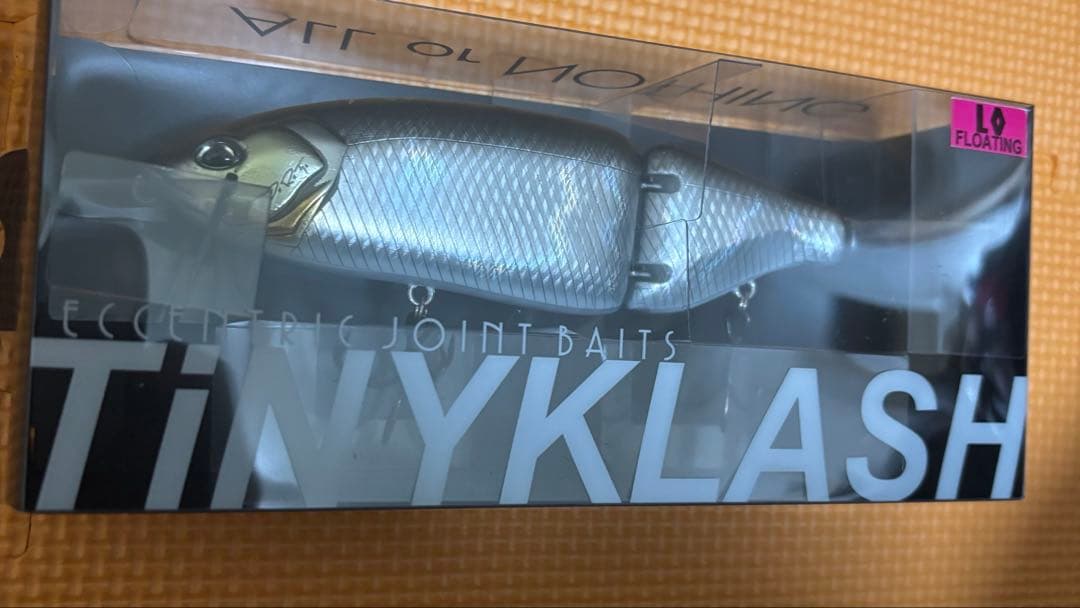 ALL or NOTHING
LO
FLOATING
D.R.T
ECCENTRIC JOINT BAITS
TiNYKLASH